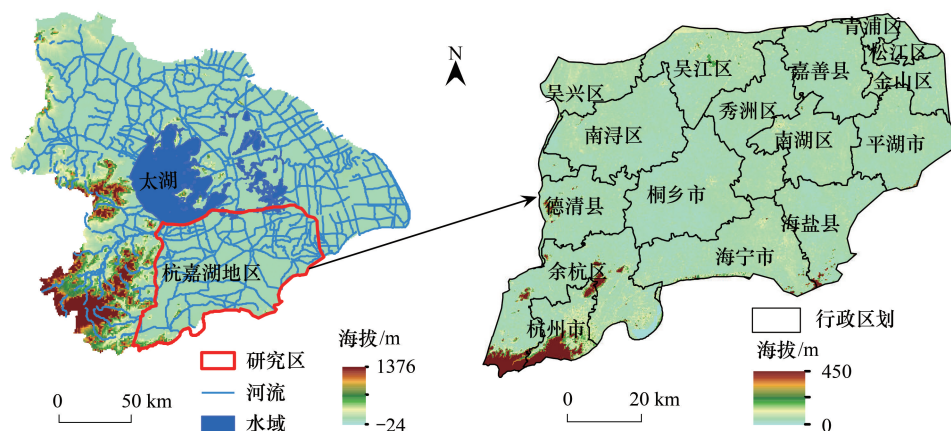 太湖
杭嘉湖地区
研究区
河流
水域
0 50 km
海拔/m
1376
−24
N
青浦区
松江区
金山区
嘉善县
吴江区
吴兴区
秀洲区
南浔区
南湖区
平湖市
德清县
桐乡市
海盐县
余杭区
海宁市
杭州市
行政区划
海拔/m
450
0
0 20 km